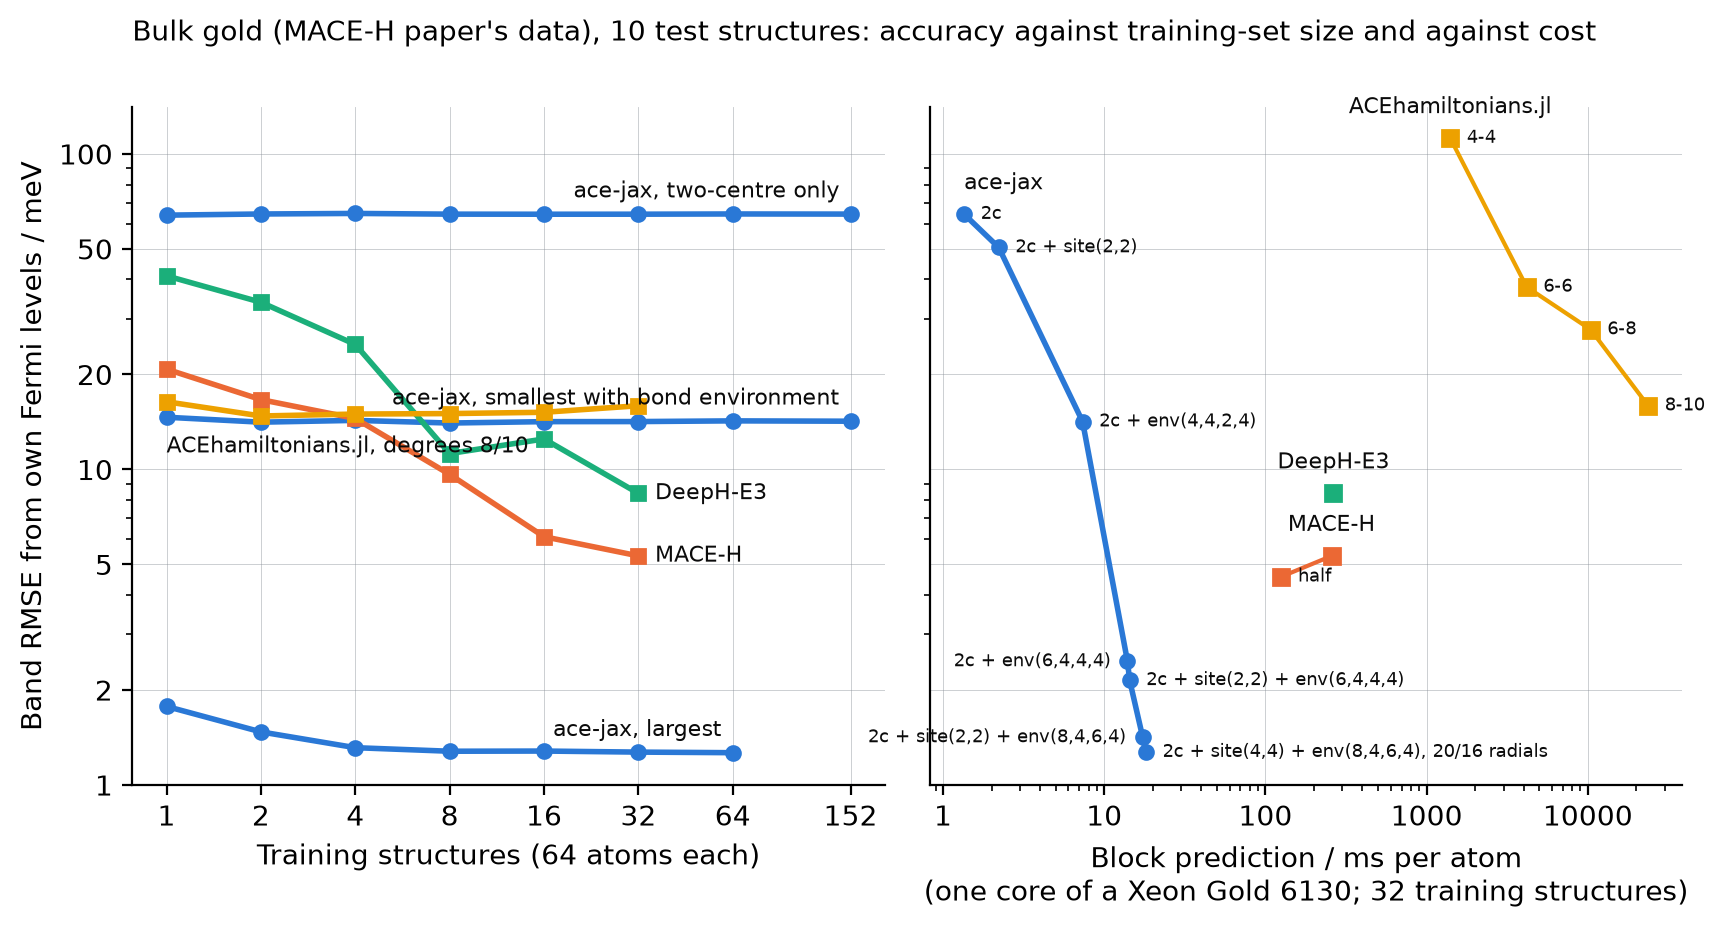 Bulk gold (MACE-H paper's data), 10 test structures: accuracy against training-set size and against cost
Band RMSE from own Fermi levels / meV
100
50
20
10
5
2
1
ace-jax, two-centre only
ace-jax, smallest with bond environment
ACEhamiltonians.jl, degrees 8/10
DeepH-E3
MACE-H
ace-jax, largest
1
2
4
8
16
32
64
152
Training structures (64 atoms each)
ACEhamiltonians.jl
4-4
ace-jax
2c
2c + site(2,2)
6-6
6-8
8-10
2c + env(4,4,2,4)
DeepH-E3
MACE-H
half
2c + env(6,4,4,4)
2c + site(2,2) + env(6,4,4,4)
2c + site(2,2) + env(8,4,6,4)
2c + site(4,4) + env(8,4,6,4), 20/16 radials
1
10
100
1000
10000
Block prediction / ms per atom
(one core of a Xeon Gold 6130; 32 training structures)